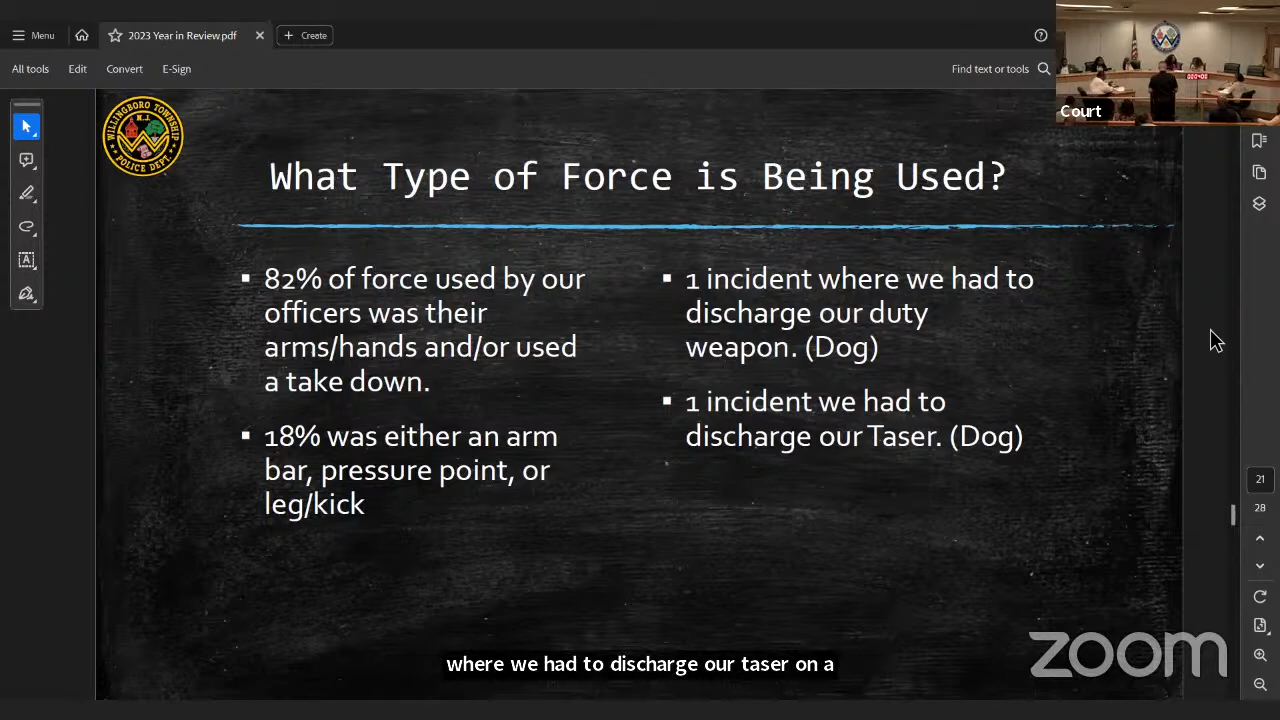 Menu
2023 Year in Review.pdf
Create
All tools
Edit
Convert
E-Sign
Find text or tools
Court
WILLINGBORO TOWNSHIP
N.J.
POLICE DEPT.
What Type of Force is Being Used?
▪ 82% of force used by our
officers was their
arms/hands and/or used
a take down.
▪ 18% was either an arm
bar, pressure point, or
leg/kick
▪ 1 incident where we had to
discharge our duty
weapon. (Dog)
▪ 1 incident we had to
discharge our Taser. (Dog)
21
28
where we had to discharge our taser on a
zoom